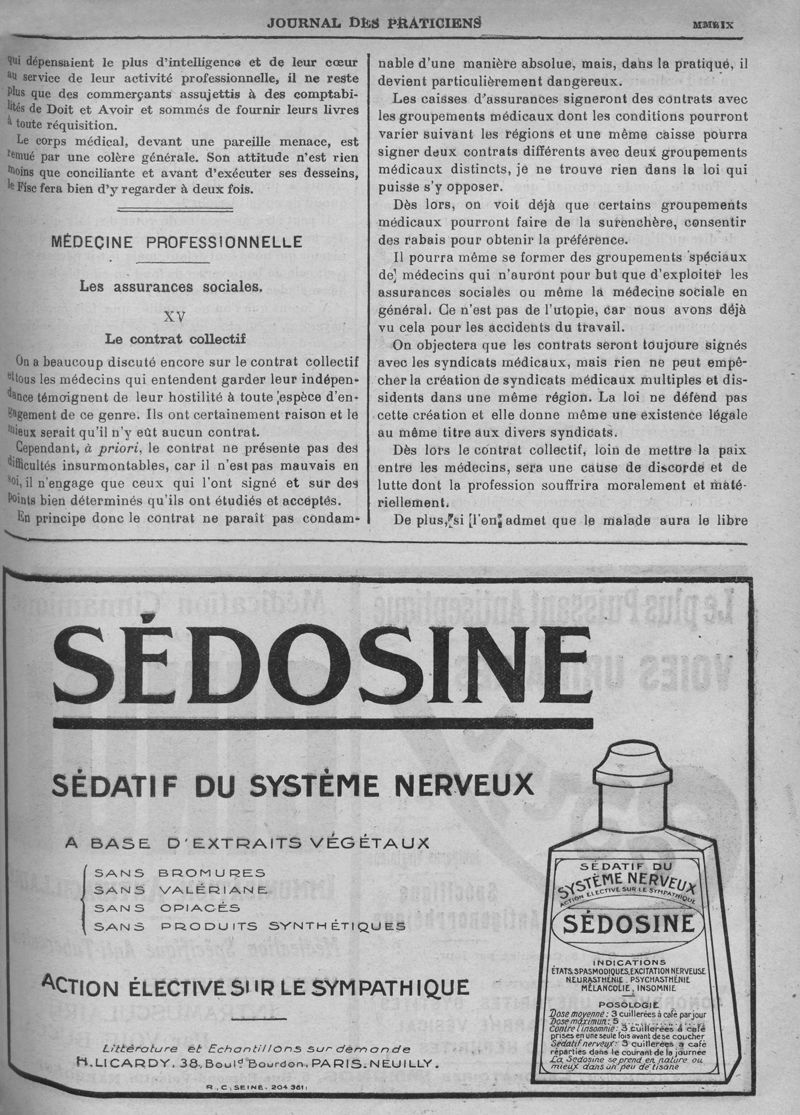 JOURNAL DES PRATICIENS
MMDIX
qui dépensaient le plus d'intelligence et de leur cœur
au service de leur activité professionnelle, il ne reste
plus que des commerçants assujettis à des comptabi-
lités de Doit et Avoir et sommés de fournir leurs livres
à toute réquisition.
Le corps médical, devant une pareille menace, est
remué par une colère générale. Son attitude n'est rien
moins que conciliante et avant d'exécuter ses desseins,
le Fisc fera bien d'y regarder à deux fois.
MÉDECINE PROFESSIONNELLE
Les assurances sociales.
XV
Le contrat collectif
On a beaucoup discuté encore sur le contrat collectif
et tous les médecins qui entendent garder leur indépen-
dance témoignent de leur hostilité à toute espèce d'en-
gagement de ce genre. Ils ont certainement raison et le
mieux serait qu'il n'y eût aucun contrat.
Cependant, à priori, le contrat ne présente pas des
difficultés insurmontables, car il n'est pas mauvais en
soi, il n'engage que ceux qui l'ont signé et sur des
points bien déterminés qu'ils ont étudiés et acceptés.
En principe donc le contrat ne parait pas condam-
nable d'une manière absolue, mais, dans la pratique, il
devient particulièrement dangereux.
Les caisses d'assurances signeront des contrats avec
les groupements médicaux dont les conditions pourront
varier suivant les régions et une même caisse pourra
signer deux contrats différents avec deux groupements
médicaux distincts, je ne trouve rien dans la loi qui
puisse s'y opposer.
Dès lors, on voit déjà que certains groupements
médicaux pourront faire de la surenchère, consentir
des rabais pour obtenir la préférence.
Il pourra même se former des groupements spéciaux
de] médecins qui n'auront pour but que d'exploiter les
assurances sociales ou même la médecine sociale en
général. Ce n'est pas de l'utopie, car nous avons déjà
vu cela pour les accidents du travail.
On objectera que les contrats seront toujoure signés
avec les syndicats médicaux, mais rien ne peut empê-
cher la création de syndicats médicaux multiples et dis-
sidents dans une même région. La loi ne défend pas
cette création et elle donne même une existence légale
au même titre aux divers syndicats.
Dès lors le contrat collectif, loin de mettre la paix
entre les médecins, sera une cause de discorde et de
lutte dont la profession souffrira moralement et maté-
riellement.
De plus, si [l'on admet que le malade aura le libre
SÉDOSINE
SÉDATIF DU SYSTÈME NERVEUX
A BASE D'EXTRAITS VÉGÉTAUX
SANS BROMURES
SANS VALÉRIANE
SANS OPIACÉS
SANS PRODUITS SYNTHÉTIQUES
ACTION ÉLECTIVE SUR LE SYMPATHIQUE
Littérature et Echantillons sur demande
H. LICARDY, 38, Bould Bourdon, PARIS-NEUILLY.
R. C. SEINE. 204 361
SÉDATIF DU
SYSTÈME NERVEUX
ACTION ÉLECTIVE SUR LE SYMPATHIQUE
SÉDOSINE
INDICATIONS
ÉTATS SPASMODIQUES, EXCITATION NERVEUSE
NEURASTHÉNIE, PSYCHASTHÉNIE
MÉLANCOLIE, INSOMNIE
POSOLOGIE
Dose moyenne: 3 cuillerées à café par jour
Dose maximum: 5
Contre l'insomnie: 3 cuillerées à café
prises en une seule fois avant de se coucher
Sédatif nerveux: 3 cuillerées à café
réparties dans le courant de la journée
La Sédosine se prend et nature ou
mieux dans un peu de tisane